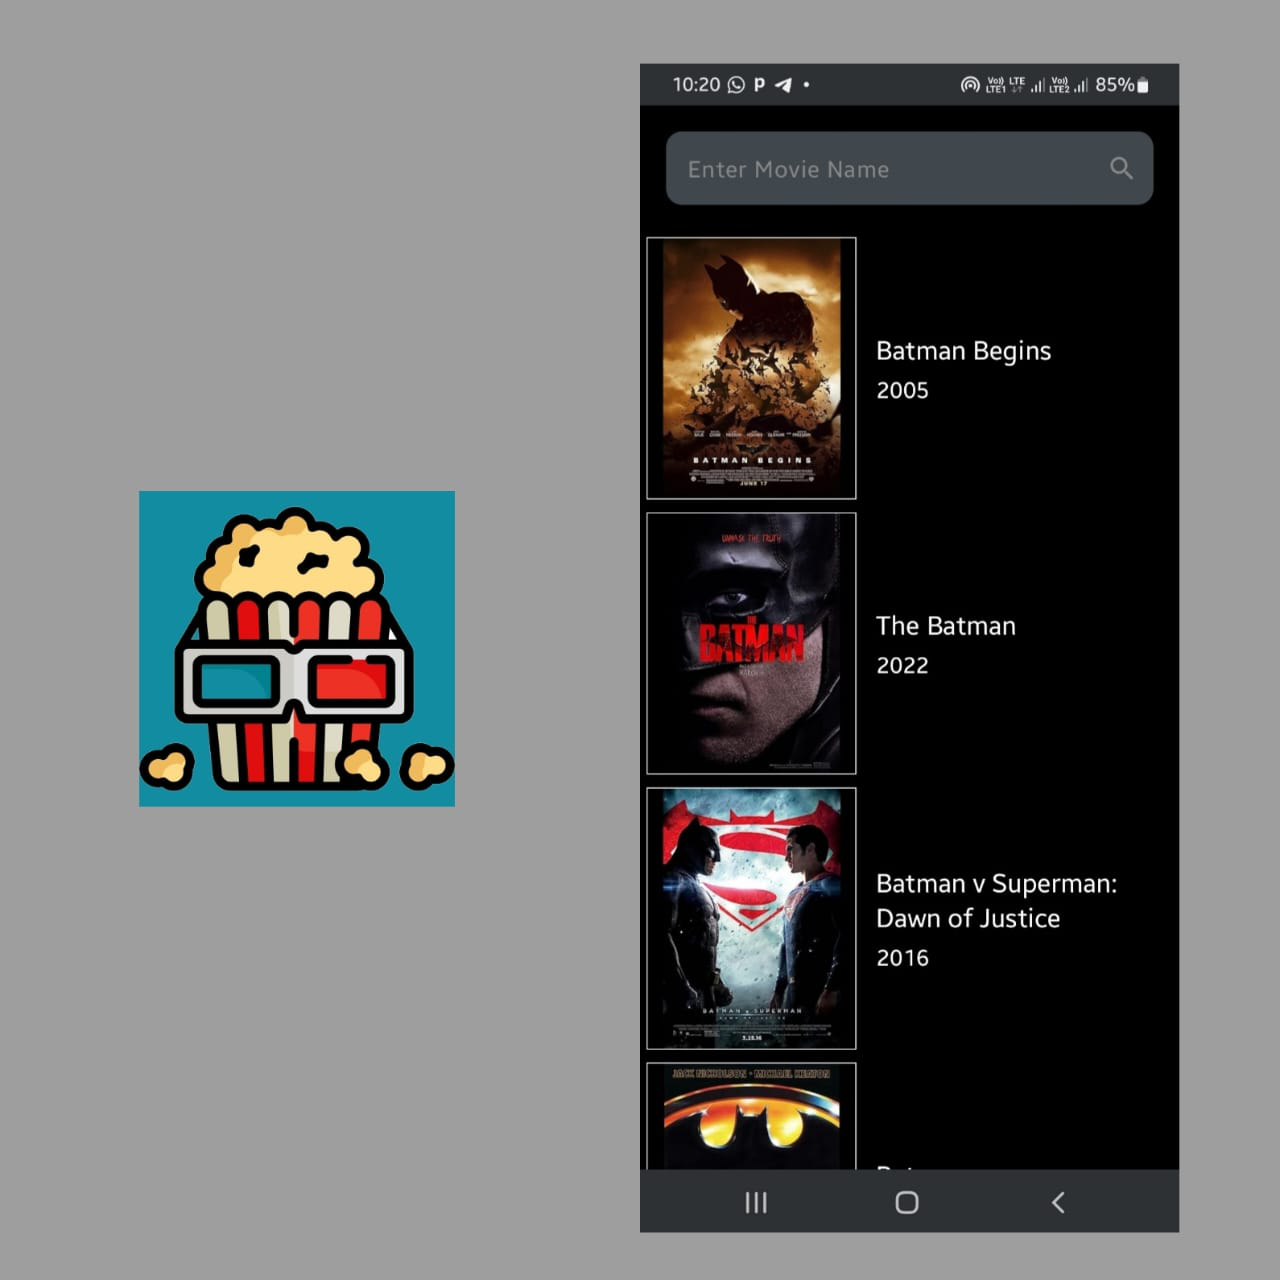 10:20
Vo)) LTE
LTE1
Vo))
LTE2
85%
Enter Movie Name
BATMAN BEGINS
JUNE 17
Batman Begins
2005
UNMASK THE TRUTH
THE
BATMAN
The Batman
2022
BATMAN v SUPERMAN
DAWN OF JUSTICE
3.25.16
Batman v Superman:
Dawn of Justice
2016
JACK NICHOLSON · MICHAEL KEATON